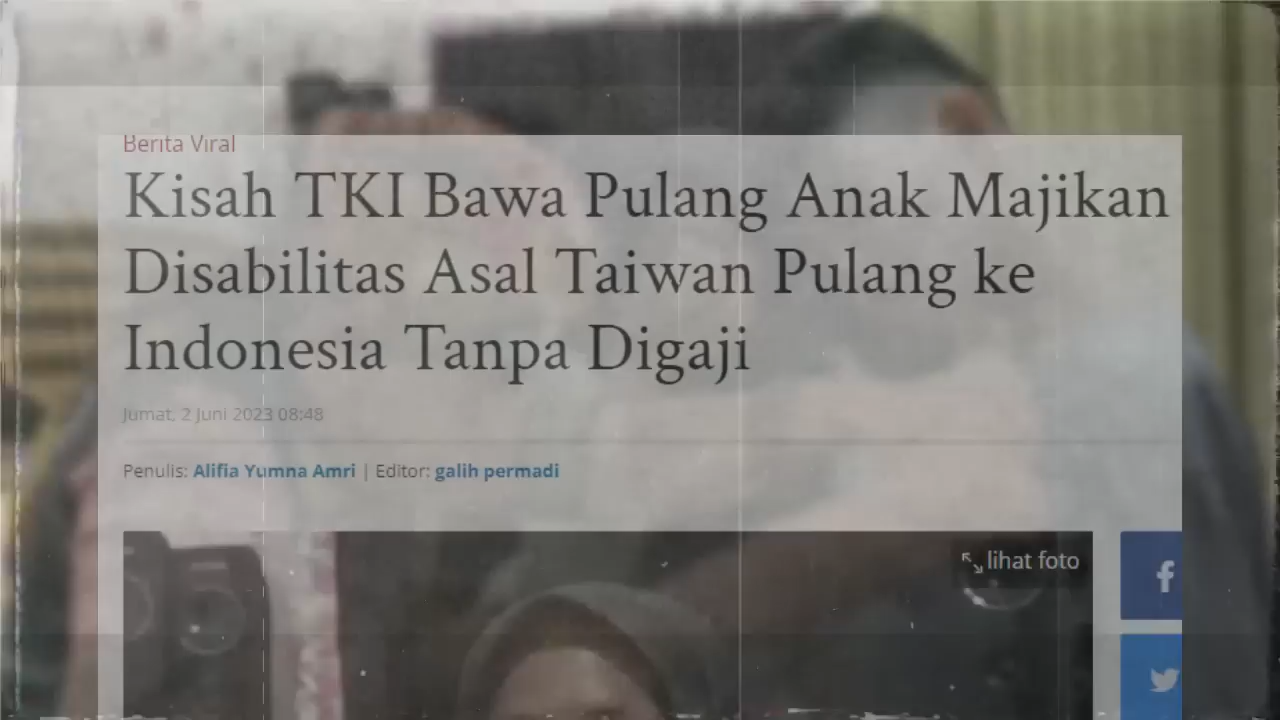 Berita Viral
Kisah TKI Bawa Pulang Anak Majikan
Disabilitas Asal Taiwan Pulang ke
Indonesia Tanpa Digaji
Jumat, 2 Juni 2023 08:48
Penulis: Alifia Yumna Amri | Editor: galih permadi
lihat foto